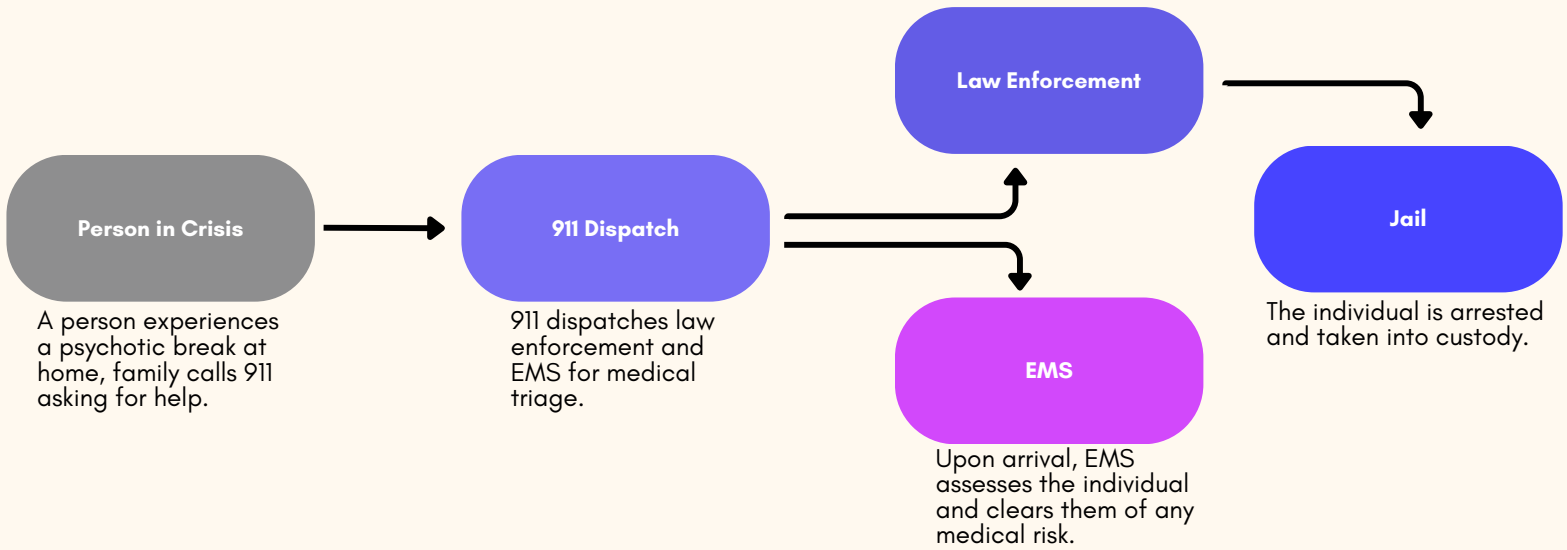 Person in Crisis
A person experiences
a psychotic break at
home, family calls 911
asking for help.
911 Dispatch
911 dispatches law
enforcement and
EMS for medical
triage.
Law Enforcement
EMS
Upon arrival, EMS
assesses the individual
and clears them of any
medical risk.
Jail
The individual is arrested
and taken into custody.